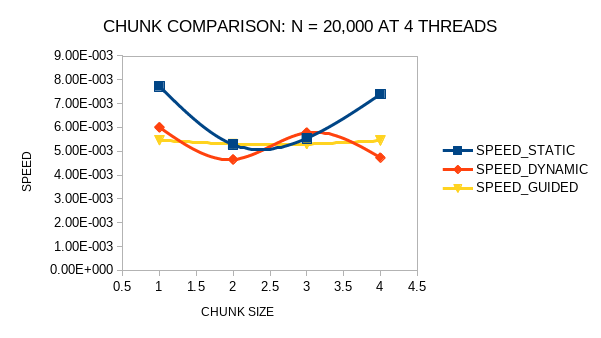 CHUNK COMPARISON: N = 20,000 AT 4 THREADS
9.00E-003
8.00E-003
7.00E-003
6.00E-003
5.00E-003
4.00E-003
3.00E-003
2.00E-003
1.00E-003
0.00E+000
SPEED
0.5 1 1.5 2 2.5 3 3.5 4 4.5
CHUNK SIZE
SPEED_STATIC
SPEED_DYNAMIC
SPEED_GUIDED